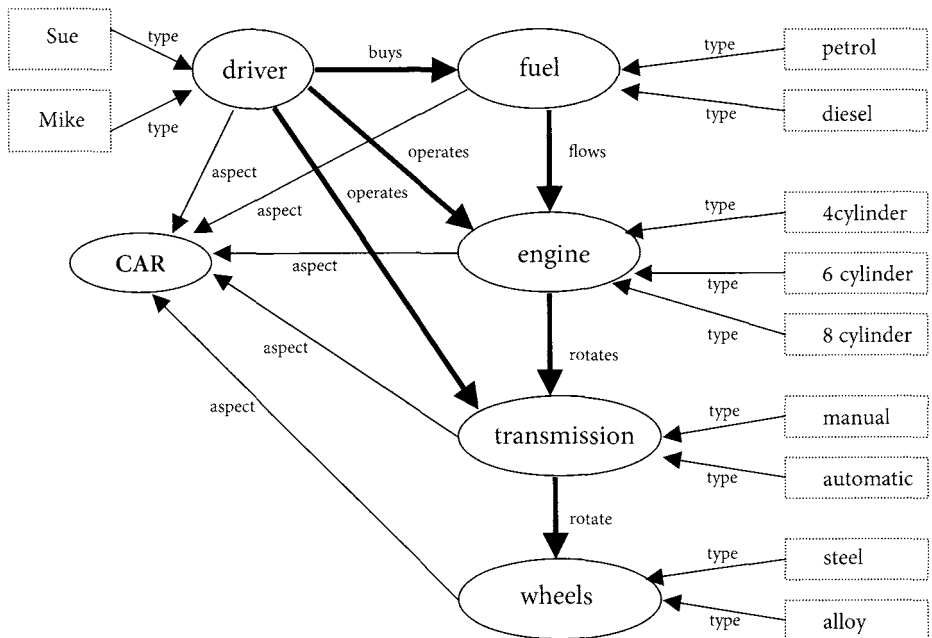 Sue
type
driver
buys
fuel
type
petrol
Mike
type
type
diesel
aspect
operates
flows
operates
aspect
type
4cylinder
CAR
aspect
engine
6 cylinder
type
8 cylinder
type
aspect
rotates
aspect
type
manual
transmission
type
automatic
rotate
type
steel
wheels
type
alloy